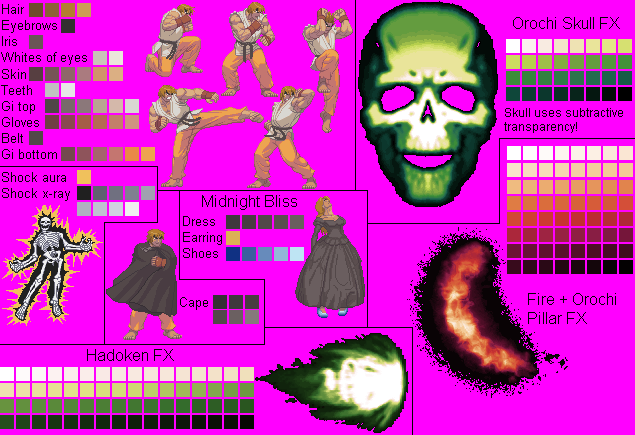 Hair
Eyebrows
Iris
Whites of eyes
Skin
Teeth
Gi top
Gloves
Belt
Gi bottom
Shock aura
Shock x-ray
Orochi Skull FX
Skull uses subtractive
transparency!
Midnight Bliss
Dress
Earring
Shoes
Cape
Fire + Orochi
Pillar FX
Hadoken FX